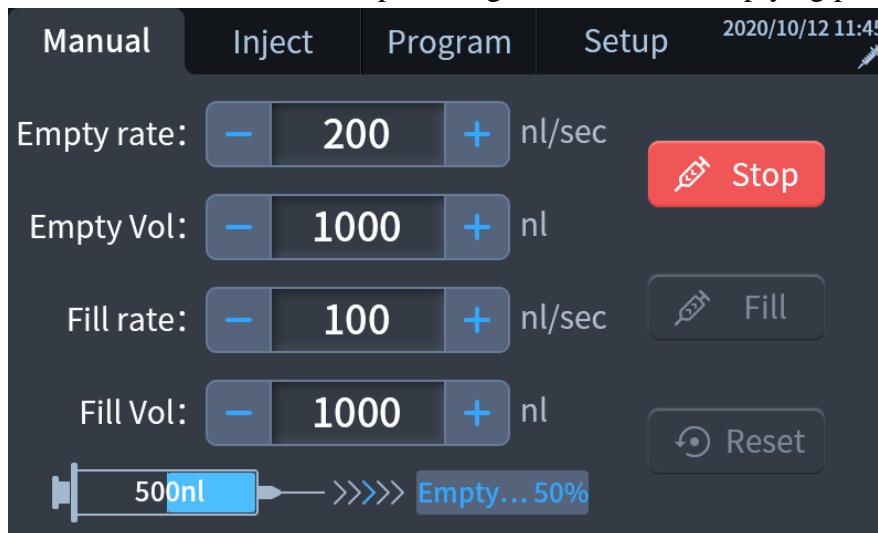 Manual Inject Program Setup 2020/10/12 11:45
Empty rate: − 200 + nl/sec
Stop
Empty Vol: − 1000 + nl
Fill rate: − 100 + nl/sec
Fill
Fill Vol: − 1000 + nl
Reset
500nl Empty... 50%